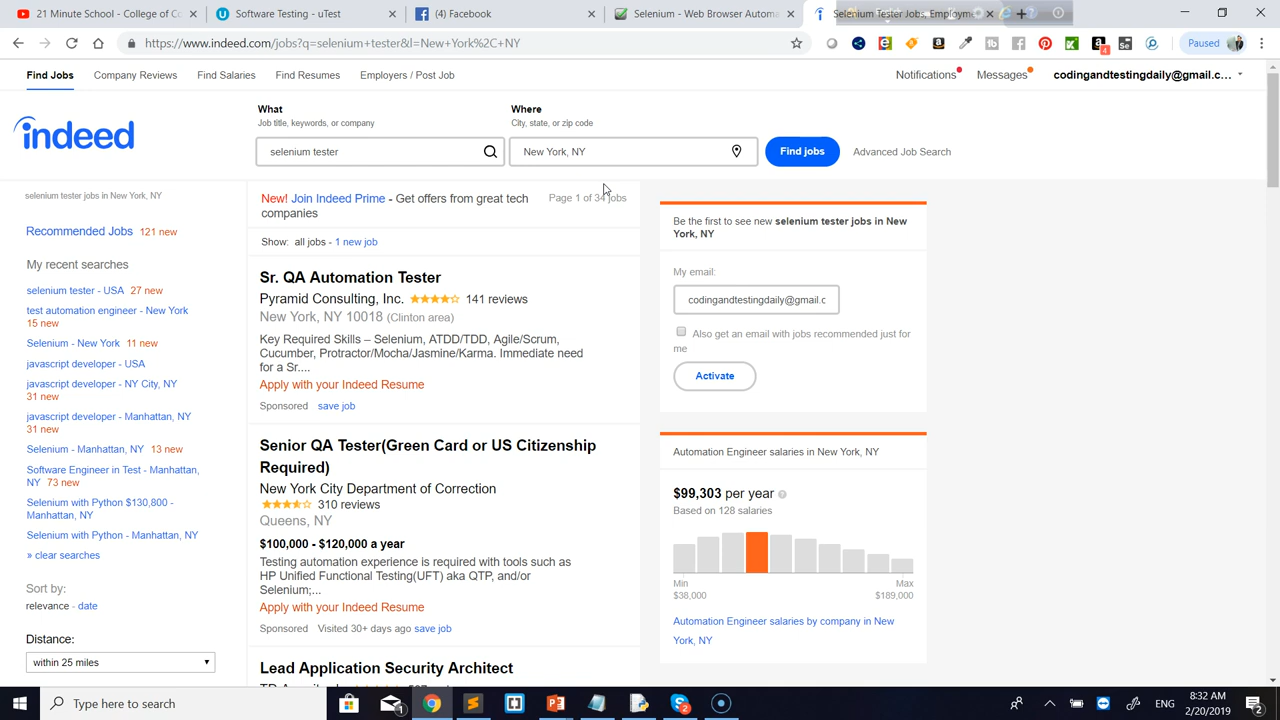 21 Minute School - College of Co
Software Testing - test
(4) Facebook
Selenium - Web Browser Automa
Selenium Tester Jobs, Employm
https://www.indeed.com/jobs?q=selenium+tester&l=New+York%2C+NY
4
Paused
Find Jobs
Company Reviews
Find Salaries
Find Resumes
Employers / Post Job
Notifications
Messages
codingandtestingdaily@gmail.c...
indeed
What
Job title, keywords, or company
selenium tester
Where
City, state, or zip code
New York, NY
Find jobs
Advanced Job Search
selenium tester jobs in New York, NY
Recommended Jobs 121 new
My recent searches
selenium tester - USA 27 new
test automation engineer - New York
15 new
Selenium - New York 11 new
javascript developer - USA
javascript developer - NY City, NY
31 new
javascript developer - Manhattan, NY
31 new
Selenium - Manhattan, NY 13 new
Software Engineer in Test - Manhattan,
NY 73 new
Selenium with Python $130,800 -
Manhattan, NY
Selenium with Python - Manhattan, NY
» clear searches
Sort by:
relevance - date
Distance:
within 25 miles
New! Join Indeed Prime - Get offers from great tech
companies
Page 1 of 34 jobs
Show: all jobs - 1 new job
Sr. QA Automation Tester
Pyramid Consulting, Inc. 141 reviews
New York, NY 10018 (Clinton area)
Key Required Skills – Selenium, ATDD/TDD, Agile/Scrum,
Cucumber, Protractor/Mocha/Jasmine/Karma. Immediate need
for a Sr....
Apply with your Indeed Resume
Sponsored save job
Senior QA Tester(Green Card or US Citizenship
Required)
New York City Department of Correction
310 reviews
Queens, NY
$100,000 - $120,000 a year
Testing automation experience is required with tools such as
HP Unified Functional Testing(UFT) aka QTP, and/or
Selenium;...
Apply with your Indeed Resume
Sponsored Visited 30+ days ago save job
Lead Application Security Architect
Be the first to see new selenium tester jobs in New
York, NY
My email:
codingandtestingdaily@gmail.c
Also get an email with jobs recommended just for
me
Activate
Automation Engineer salaries in New York, NY
$99,303 per year
Based on 128 salaries
Min
$38,000
Max
$189,000
Automation Engineer salaries by company in New
York, NY
Type here to search
ENG
8:32 AM
2/20/2019